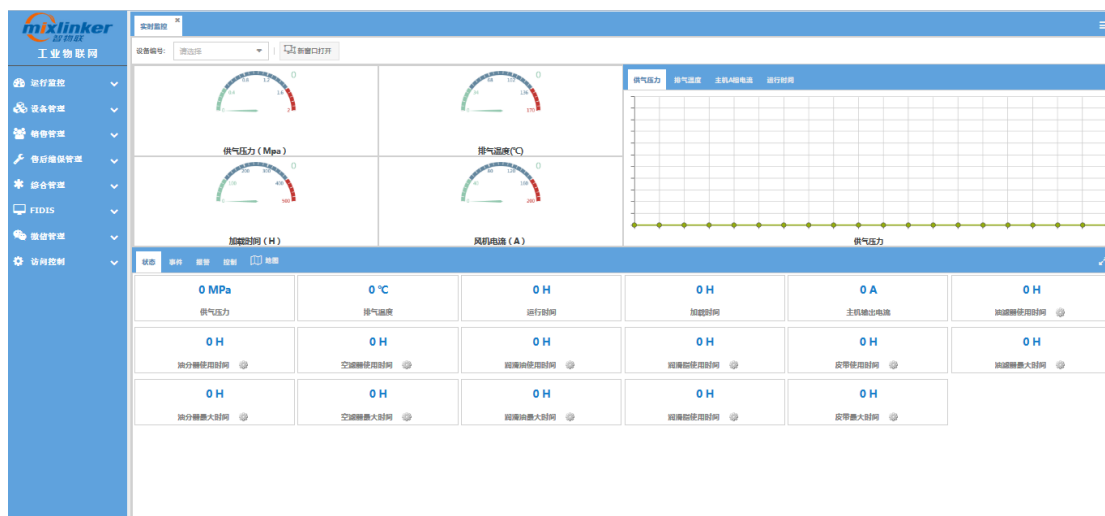 mixlinker
智物联
工业物联网
运行监控
设备管理
销售管理
售后维保管理
综合管理
FIDIS
微信管理
访问控制
实时监控
设备编号: 请选择 新窗口打开
0
供气压力 ( Mpa )
0
排气温度(℃)
0
加载时间 ( H )
0
风机电流 ( A )
供气压力 排气温度 主机A相电流 运行时间
供气压力
状态 事件 报警 控制 地图
0 MPa 0 ℃ 0 H 0 H 0 A 0 H
供气压力 排气温度 运行时间 加载时间 主机输出电流 油滤器使用时间
0 H 0 H 0 H 0 H 0 H 0 H
油分器使用时间 空滤器使用时间 润滑油使用时间 润滑脂使用时间 皮带使用时间 油滤器最大时间
0 H 0 H 0 H 0 H 0 H
油分器最大时间 空滤器最大时间 润滑油最大时间 润滑脂使用时间 皮带最大时间